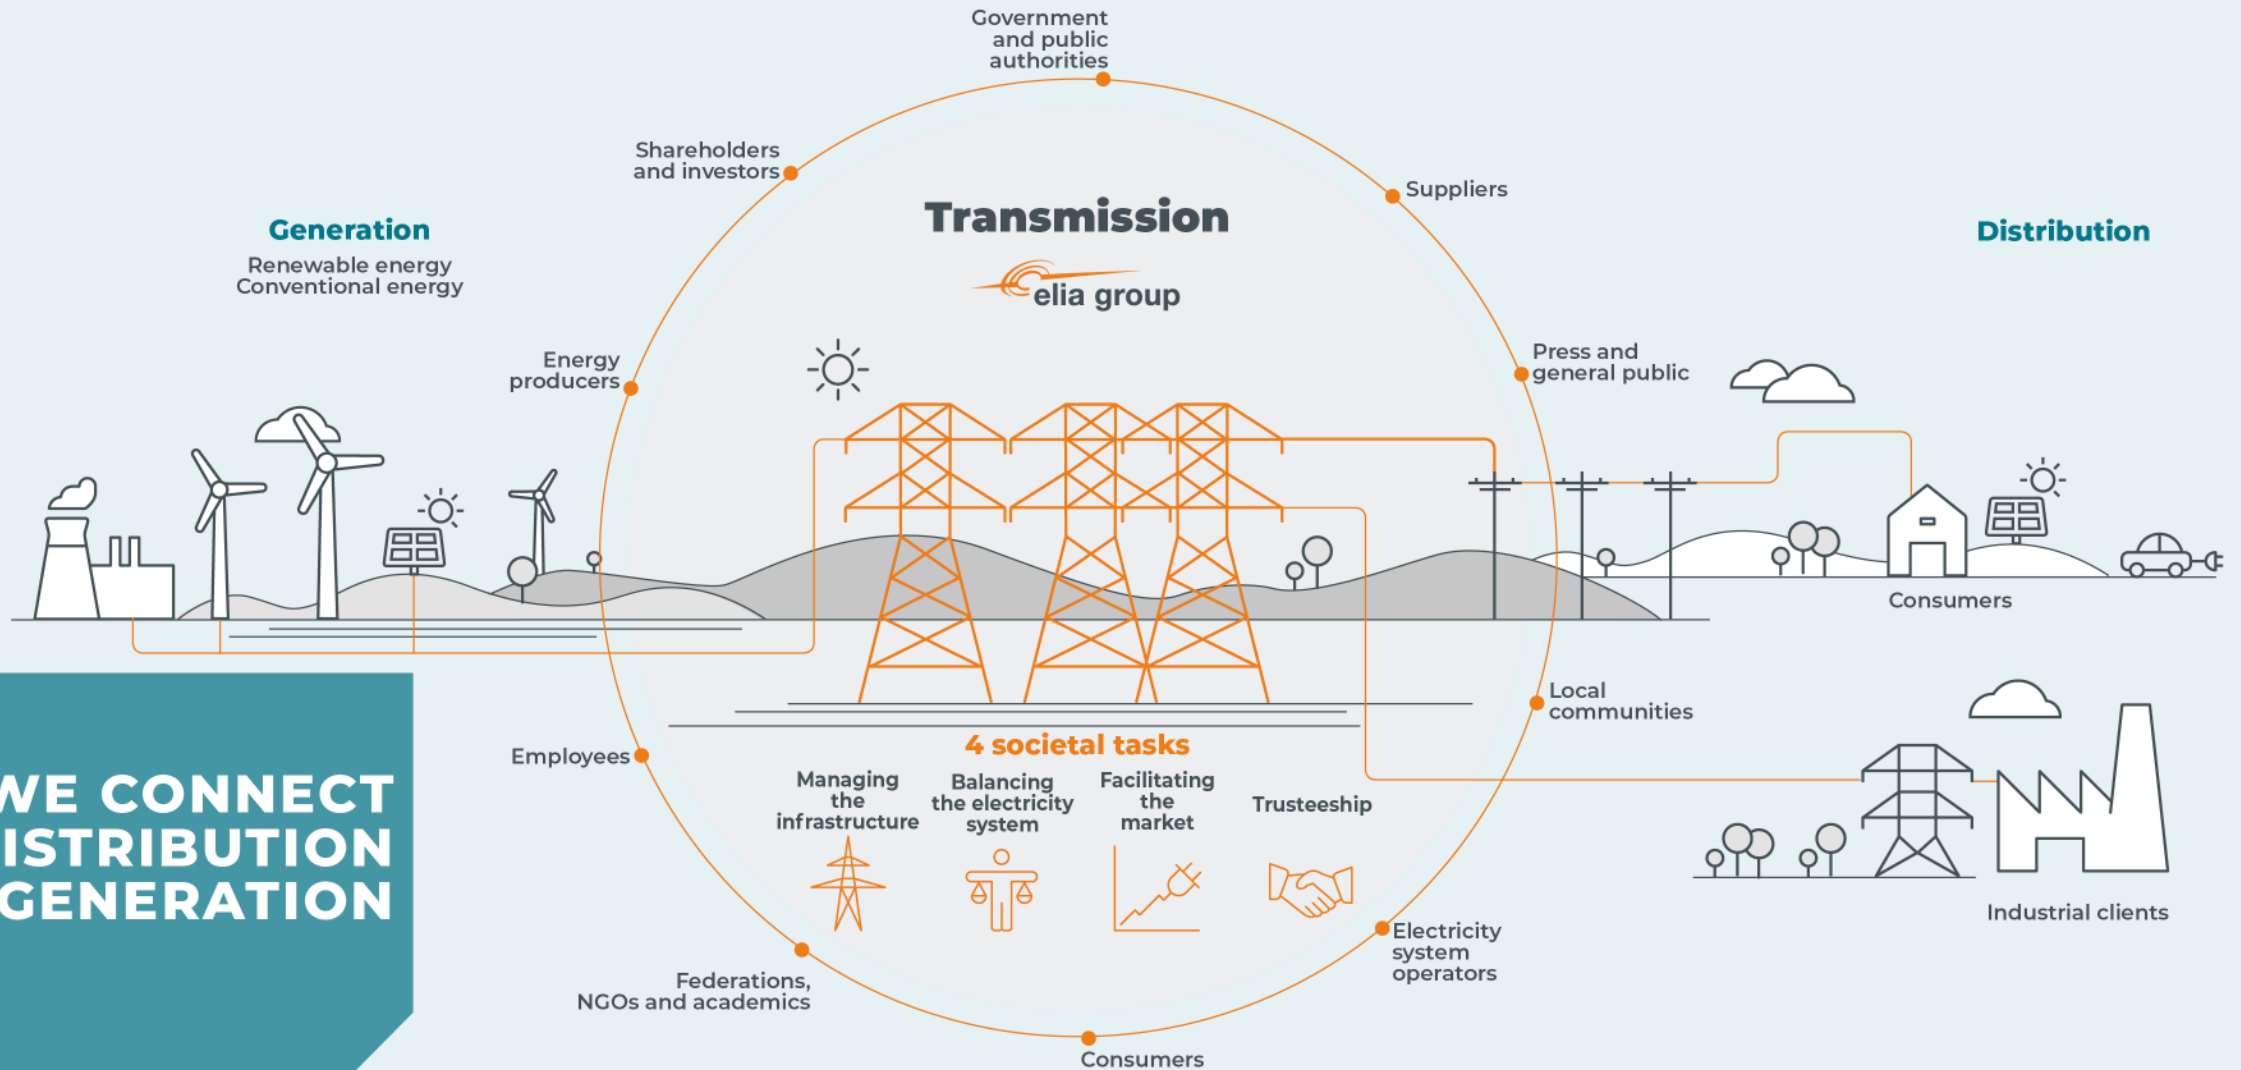 Government
and public
authorities
Shareholders
and investors
Suppliers
Transmission
elia group
Generation
Renewable energy
Conventional energy
Distribution
Energy
producers
Press and
general public
Consumers
Local
communities
Employees
4 societal tasks
Managing
the
infrastructure
Balancing
the electricity
system
Facilitating
the
market
Trusteeship
WE CONNECT
ISTRIBUTION
GENERATION
Industrial clients
Electricity
system
operators
Federations,
NGOs and academics
Consumers